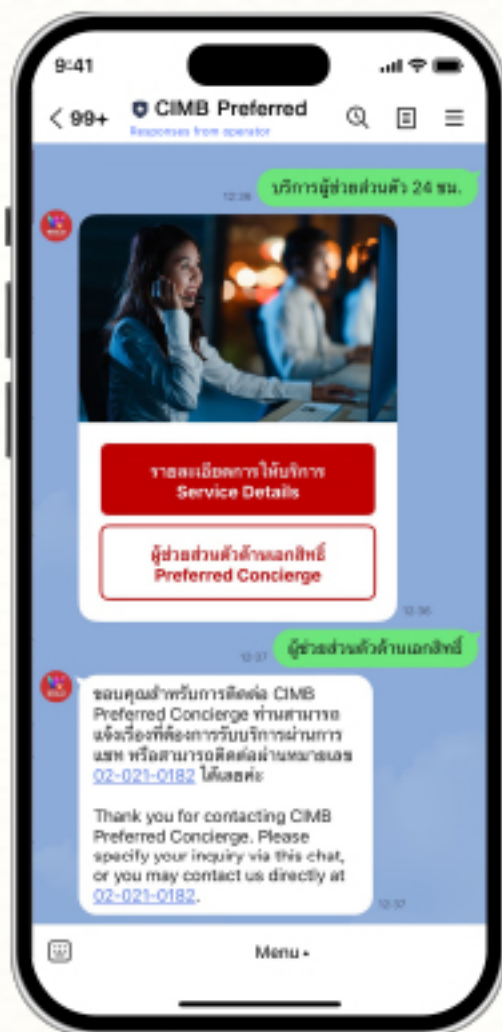 9:41
99+
CIMB Preferred
Responses from operator
บริการผู้ช่วยส่วนตัว 24 ชม.
12:36
รายละเอียดการให้บริการ
Service Details
ผู้ช่วยส่วนตัวด้านเอกสิทธิ์
Preferred Concierge
12:36
ผู้ช่วยส่วนตัวด้านเอกสิทธิ์
12:37
ขอบคุณสำหรับการติดต่อ CIMB
Preferred Concierge ท่านสามารถ
แจ้งเรื่องที่ต้องการรับบริการผ่านการ
แชท หรือสามารถติดต่อผ่านหมายเลข
02-021-0182 ได้เลยค่ะ
Thank you for contacting CIMB
Preferred Concierge. Please
specify your inquiry via this chat,
or you may contact us directly at
02-021-0182.
12:37
Menu